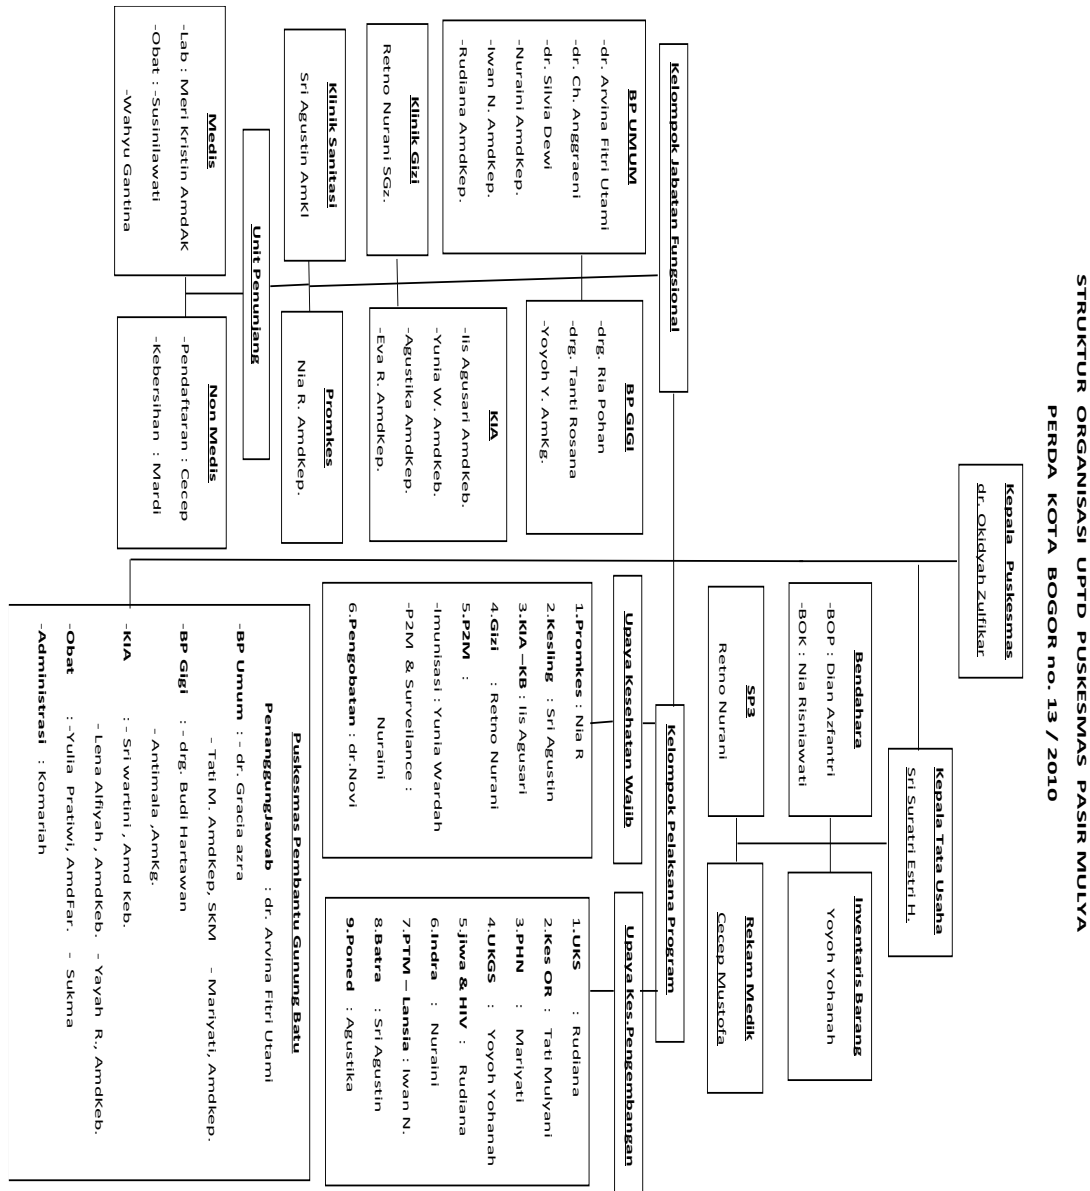 STRUKTUR ORGANISASI UPTD PUSKESMAS PASIR MULYA
PERDA KOTA BOGOR no. 13 / 2010
Kepala Puskesmas
dr. Okidyah Zulfikar
Kepala Tata Usaha
Sri Suratri Estri H.
Bendahara
-BOP : Dian Azfantri
-BOK : Nia Risniawati
Inventaris Barang
Yoyoh Yohanah
SP3
Retno Nurani
Rekam Medik
Cecep Mustofa
Kelompok Jabatan Fungsional
BP UMUM
-dr. Arvina Fitri Utami
-dr. Ch. Anggraeni
-dr. Silvia Dewi
-Nuraini AmdKep.
-Iwan N. AmdKep.
-Rudiana AmdKep.
BP GIGI
-drg. Ria Pohan
-drg. Tanti Rosana
-Yoyoh Y. AmKg.
Klinik Gizi
Retno Nurani SGz.
KIA
-Iis Agusari AmdKeb.
-Yunia W. AmdKeb.
-Agustika AmdKep.
-Eva R. AmdKep.
Klinik Sanitasi
Sri Agustin AmKl
Promkes
Nia R. AmdKep.
Unit Penunjang
Medis
-Lab : Meri Kristin AmdAK
-Obat : -Susinilawati
-Wahyu Gantina
Non Medis
-Pendaftaran : Cecep
-Kebersihan : Mardi
Kelompok Pelaksana Program
Upaya Kesehatan Wajib
1.Promkes : Nia R
2.Kesling : Sri Agustin
3.KIA –KB : Iis Agusari
4.Gizi : Retno Nurani
5.P2M :
-Imunisasi : Yunia Wardah
-P2M & Surveilance :
Nuraini
6.Pengobatan : dr.Novi
Upaya Kes.Pengembangan
1.UKS : Rudiana
2.Kes OR : Tati Mulyani
3.PHN : Mariyati
4.UKGS : Yoyoh Yohanah
5.Jiwa & HIV : Rudiana
6.Indra : Nuraini
7.PTM – Lansia : Iwan N.
8.Batra : Sri Agustin
9.Poned : Agustika
Puskesmas Pembantu Gunung Batu
PenanggungJawab : dr. Arvina Fitri Utami
-BP Umum : - dr. Gracia azra
- Tati M. AmdKep, SKM - Mariyati, Amdkep.
-BP Gigi : - drg. Budi Hartawan
- Antimala ,AmKg.
-KIA : - Sri wartini , Amd Keb.
- Lena Alfiyah , AmdKeb. - Yayah R., AmdKeb.
-Obat : -Yulia Pratiwi, AmdFar. - Sukma
-Administrasi : Komariah